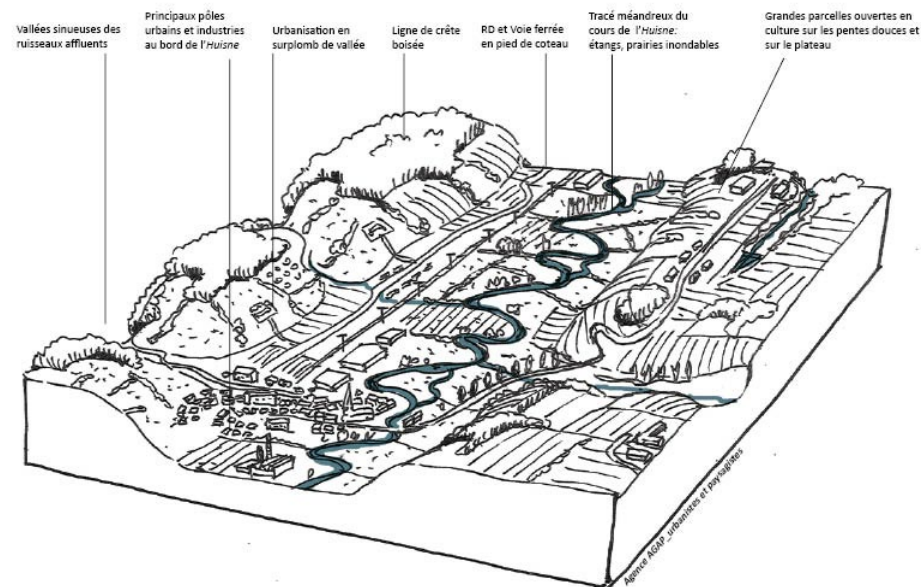 Vallées sinueuses des
ruisseaux affluents
Principaux pôles
urbains et industries
au bord de l'Huisne
Urbanisation en
surplomb de vallée
Ligne de crête
boisée
RD et Voie ferrée
en pied de coteau
Tracé méandreux du
cours de l'Huisne:
étangs, prairies inondables
Grandes parcelles ouvertes en
culture sur les pentes douces et
sur le plateau
Agence AGAP_urbanistes et paysagistes